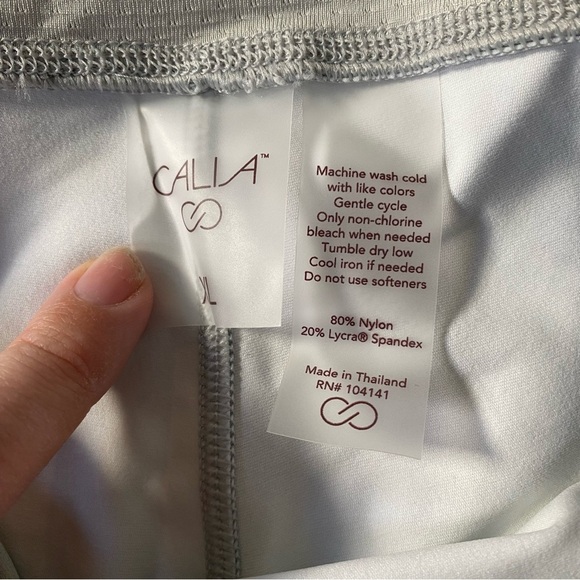 CALIA™
Machine wash cold
with like colors
Gentle cycle
Only non-chlorine
bleach when needed
Tumble dry low
Cool iron if needed
Do not use softeners
80% Nylon
20% Lycra® Spandex
Made in Thailand
RN# 104141